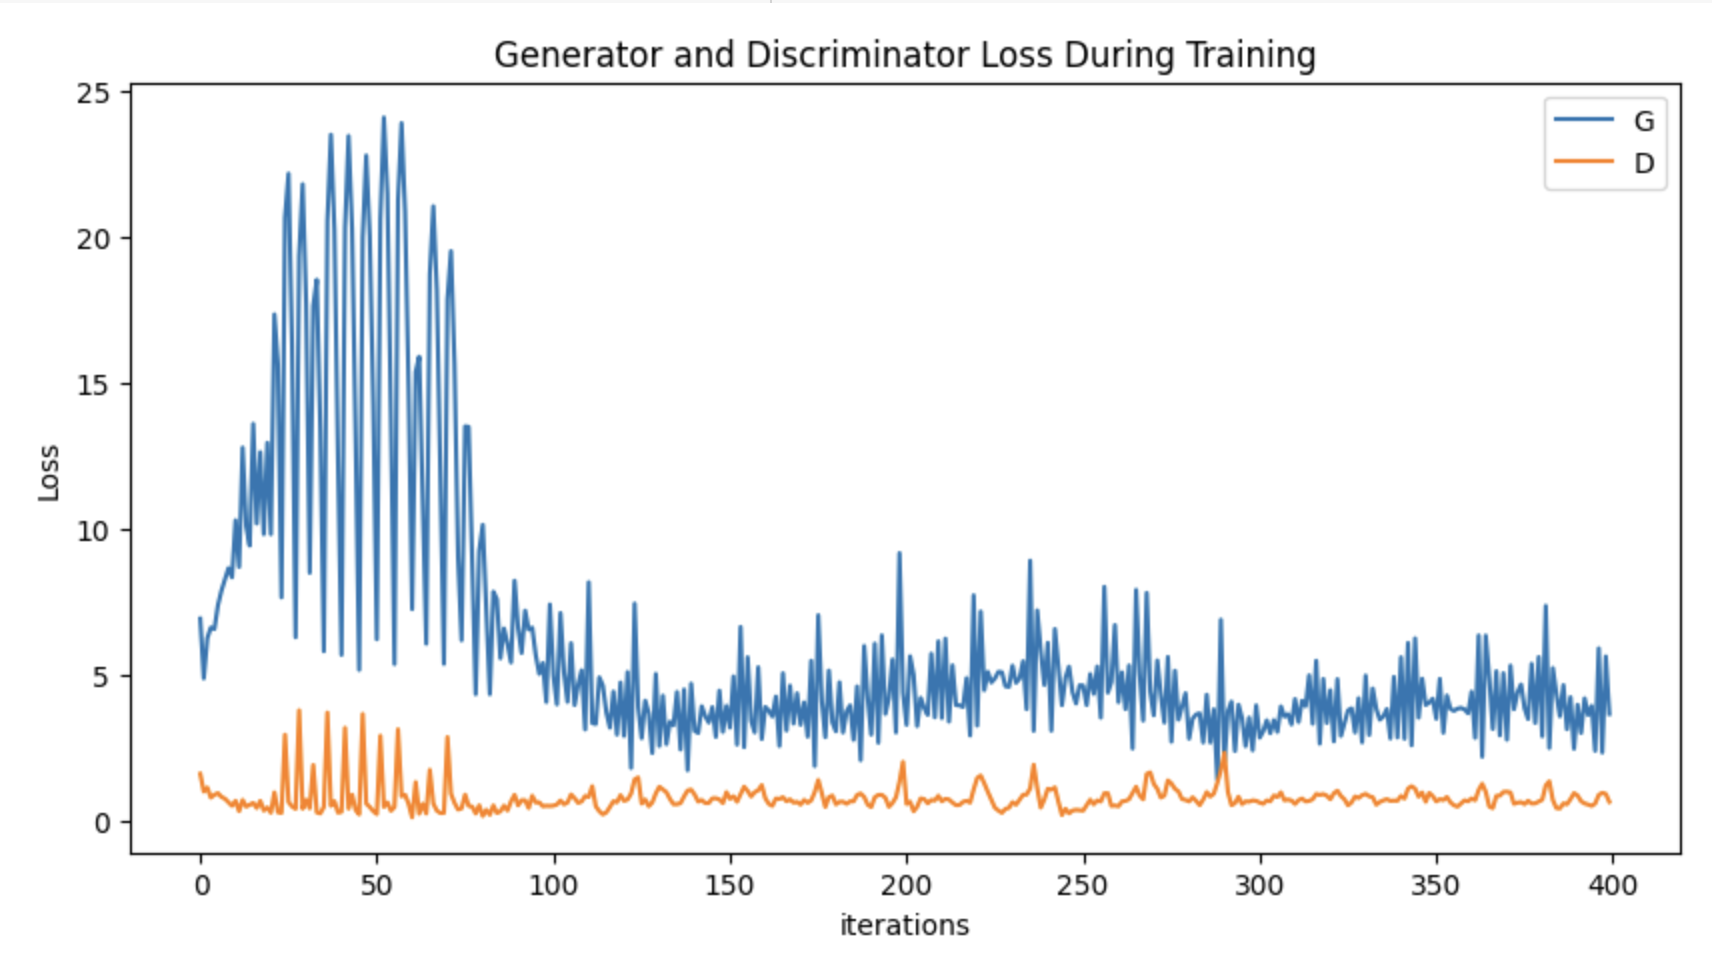 Generator and Discriminator Loss During Training
G
D
Loss
25
20
15
10
5
0
0 50 100 150 200 250 300 350 400
iterations